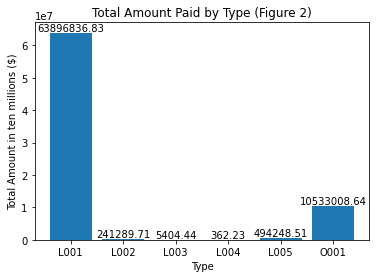 Total Amount Paid by Type (Figure 2)
1e7
63896836.83
241289.71
5404.44
362.23
494248.51
10533008.64
6
5
4
3
2
1
0
Total Amount in ten millions ($)
L001 L002 L003 L004 L005 O001
Type